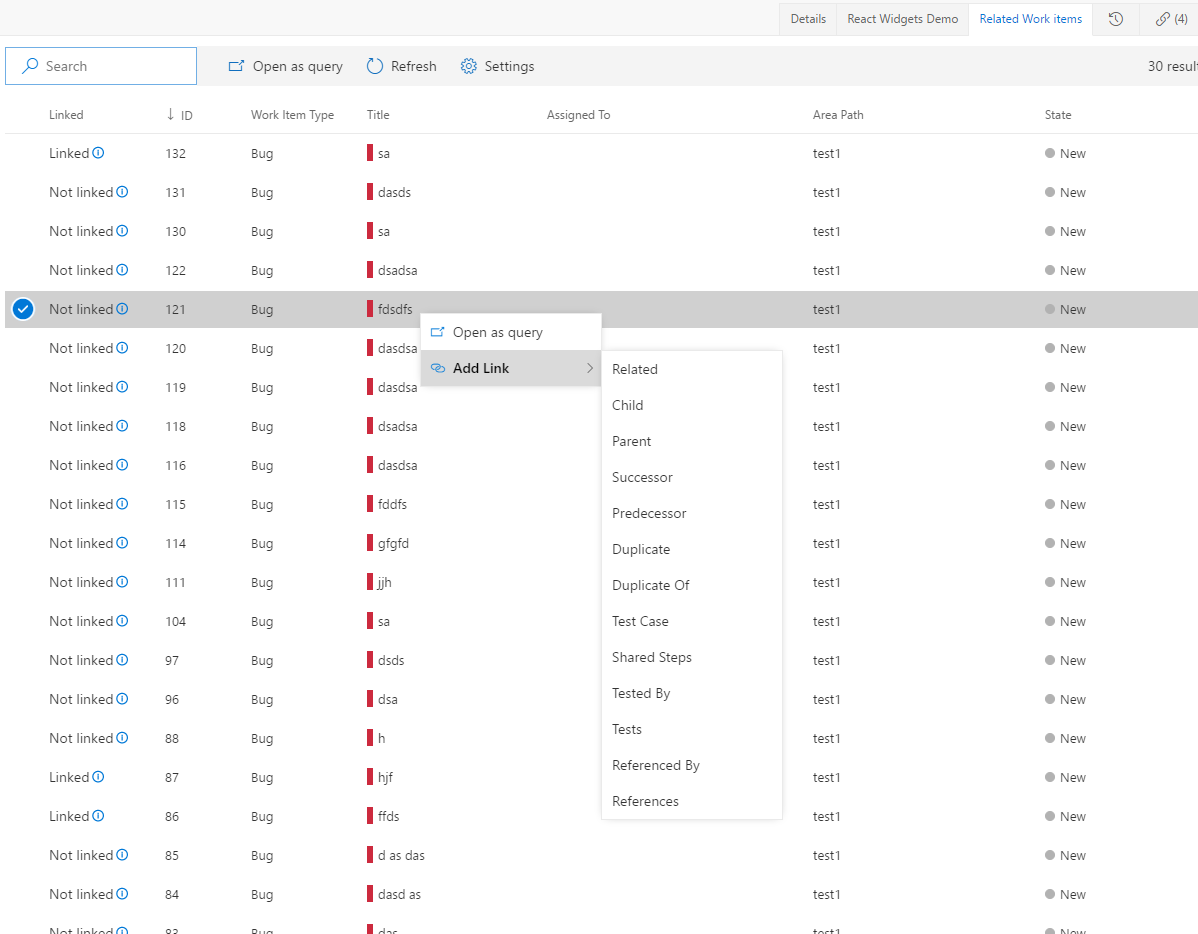 Details React Widgets Demo Related Work items (4)
Search Open as query Refresh Settings 30 result
Linked ID Work Item Type Title Assigned To Area Path State
Linked 132 Bug sa test1 New
Not linked 131 Bug dasds test1 New
Not linked 130 Bug sa test1 New
Not linked 122 Bug dsadsa test1 New
Not linked 121 Bug fdsdfs test1 New
Open as query
Not linked 120 Bug dasdsa test1 New
Add Link Related
Not linked 119 Bug dasdsa test1 New
Child
Not linked 118 Bug dsadsa test1 New
Parent
Not linked 116 Bug dasdsa test1 New
Successor
Not linked 115 Bug fddfs test1 New
Predecessor
Not linked 114 Bug gfgfd test1 New
Duplicate
Not linked 111 Bug jjh test1 New
Duplicate Of
Not linked 104 Bug sa Test Case test1 New
Not linked 97 Bug dsds Shared Steps test1 New
Not linked 96 Bug dsa Tested By test1 New
Tests
Not linked 88 Bug h test1 New
Referenced By
Linked 87 Bug hjf test1 New
References
Linked 86 Bug ffds test1 New
Not linked 85 Bug d as das test1 New
Not linked 84 Bug dasd as test1 New
Not linked 83 Bug das test1 New